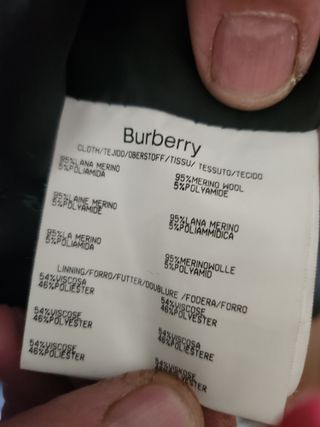 Burberry
CLOTH/TEJIDO/OBERSTOFF/TISSU/ TESSUTO/TECIDO
95%LANA MERINO
5%POLIAMIDA
95%MERINO WOOL
5%POLYAMIDE
95%LAINE MERINO
5%POLYAMIDE
95%LANA MERINO
5%POLIAMMIDICA
95%LA MERINO
5%POLIAMIDA
95%MERINOWOLLE
5%POLYAMID
LINNING/FORRO/FUTTER/DOUBLURE /FODERA/FORRO
54%VISCOSA
46%POLIÉSTER
54%VISCOSE
46%POLYESTER
54%VISCOSE
46%POLYESTER
54%VISCOSA
46%POLIESTERE
54%VISCOSE
46%POLIESTER
54%VISKOSE
46%POLYESTER